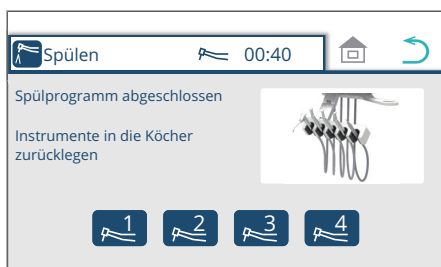 Spülen 00:40
Spülprogramm abgeschlossen
Instrumente in die Köcher
zurücklegen
1 2 3 4